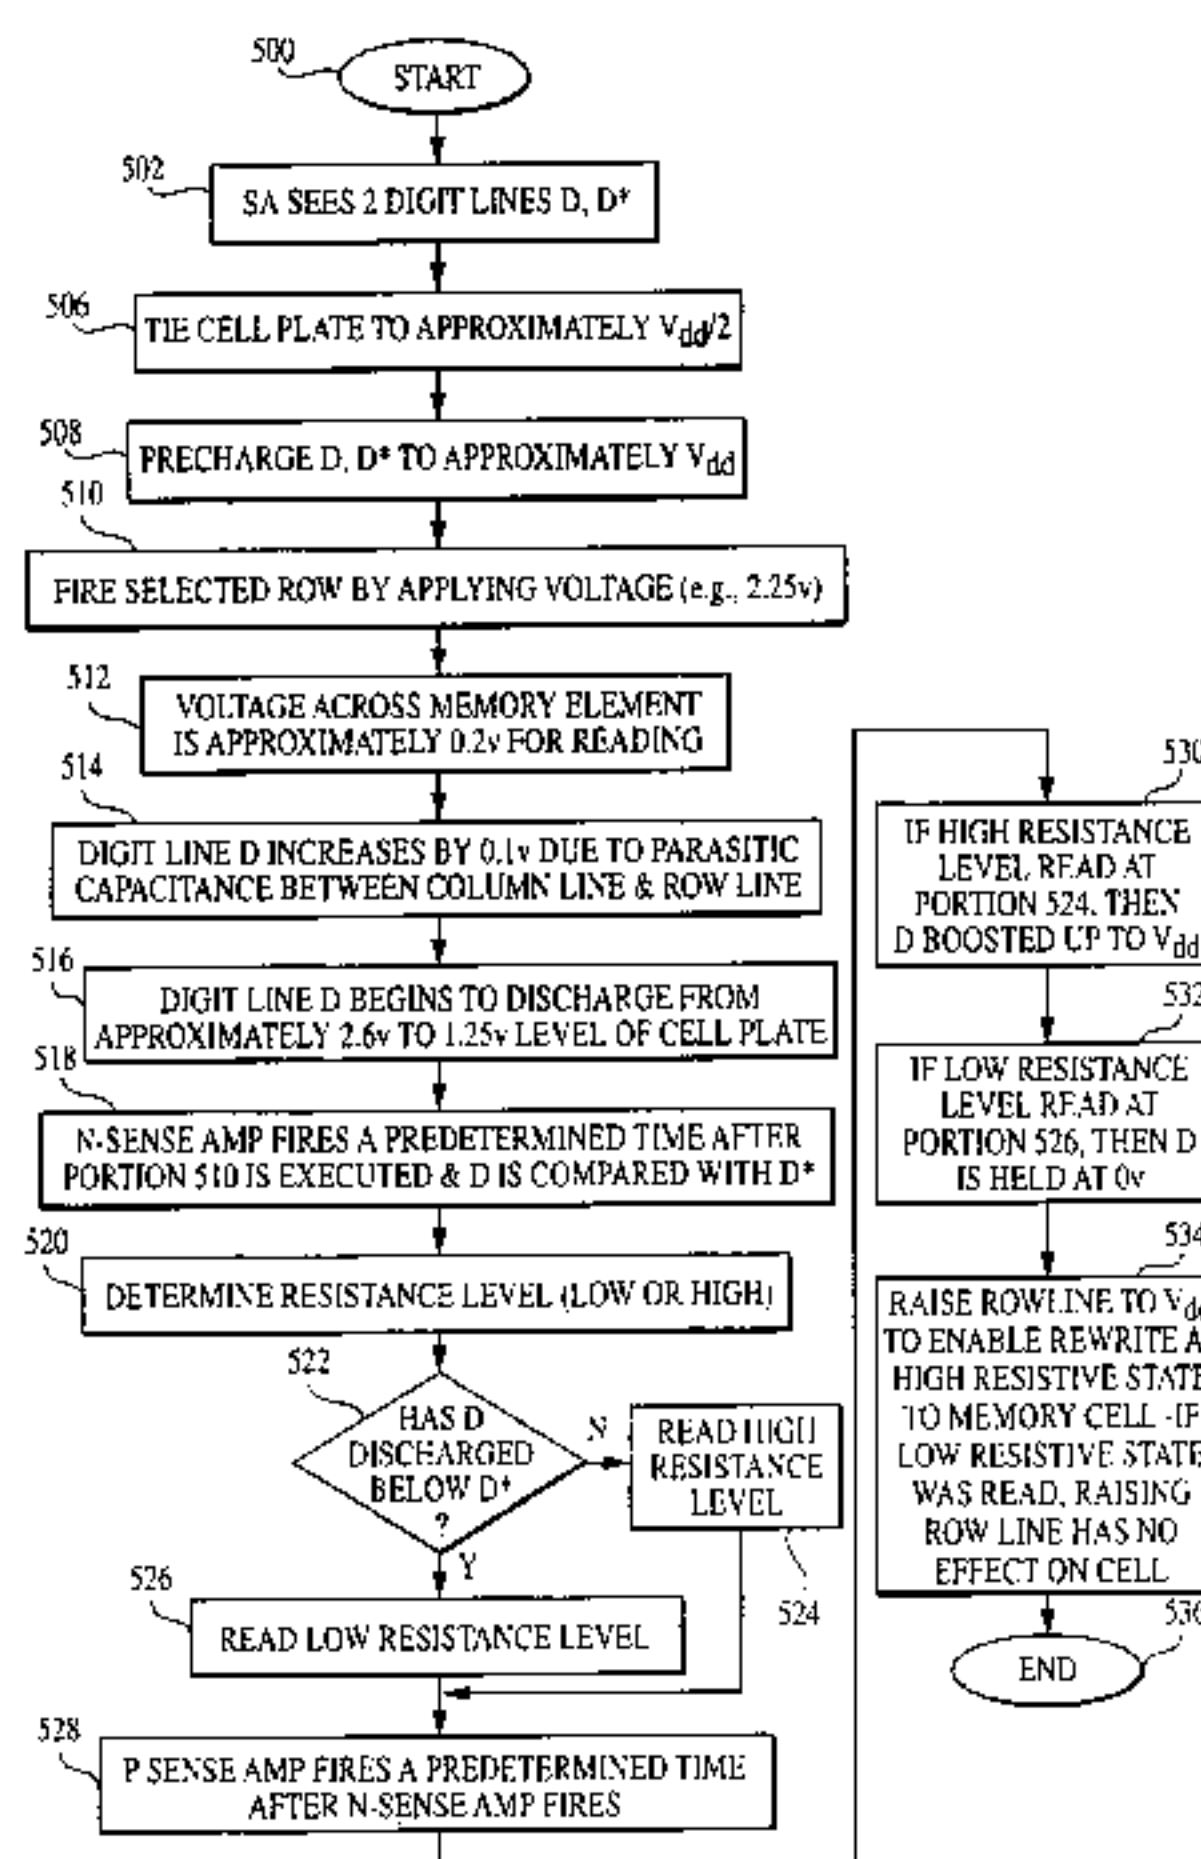 500
START
502
SA SEES 2 DIGIT LINES D, D*
506
TIE CELL PLATE TO APPROXIMATELY Vdd/2
508
PRECHARGE D, D* TO APPROXIMATELY Vdd
510
FIRE SELECTED ROW BY APPLYING VOLTAGE (e.g., 2.25v)
512
VOLTAGE ACROSS MEMORY ELEMENT
IS APPROXIMATELY 0.2v FOR READING
514
DIGIT LINE D INCREASES BY 0.1v DUE TO PARASITIC
CAPACITANCE BETWEEN COLUMN LINE & ROW LINE
516
DIGIT LINE D BEGINS TO DISCHARGE FROM
APPROXIMATELY 2.6v TO 1.25v LEVEL OF CELL PLATE
518
N-SENSE AMP FIRES A PREDETERMINED TIME AFTER
PORTION 510 IS EXECUTED & D IS COMPARED WITH D*
520
DETERMINE RESISTANCE LEVEL (LOW OR HIGH)
522
HAS D
DISCHARGED
BELOW D*
?
N
READ HIGH
RESISTANCE
LEVEL
524
Y
526
READ LOW RESISTANCE LEVEL
528
P SENSE AMP FIRES A PREDETERMINED TIME
AFTER N-SENSE AMP FIRES
530
IF HIGH RESISTANCE
LEVEL READ AT
PORTION 524, THEN
D BOOSTED UP TO Vdd
532
IF LOW RESISTANCE
LEVEL READ AT
PORTION 526, THEN D
IS HELD AT 0v
534
RAISE ROWLINE TO Vdd
TO ENABLE REWRITE A
HIGH RESISTIVE STATE
TO MEMORY CELL -IF
LOW RESISTIVE STATE
WAS READ, RAISING
ROW LINE HAS NO
EFFECT ON CELL
536
END